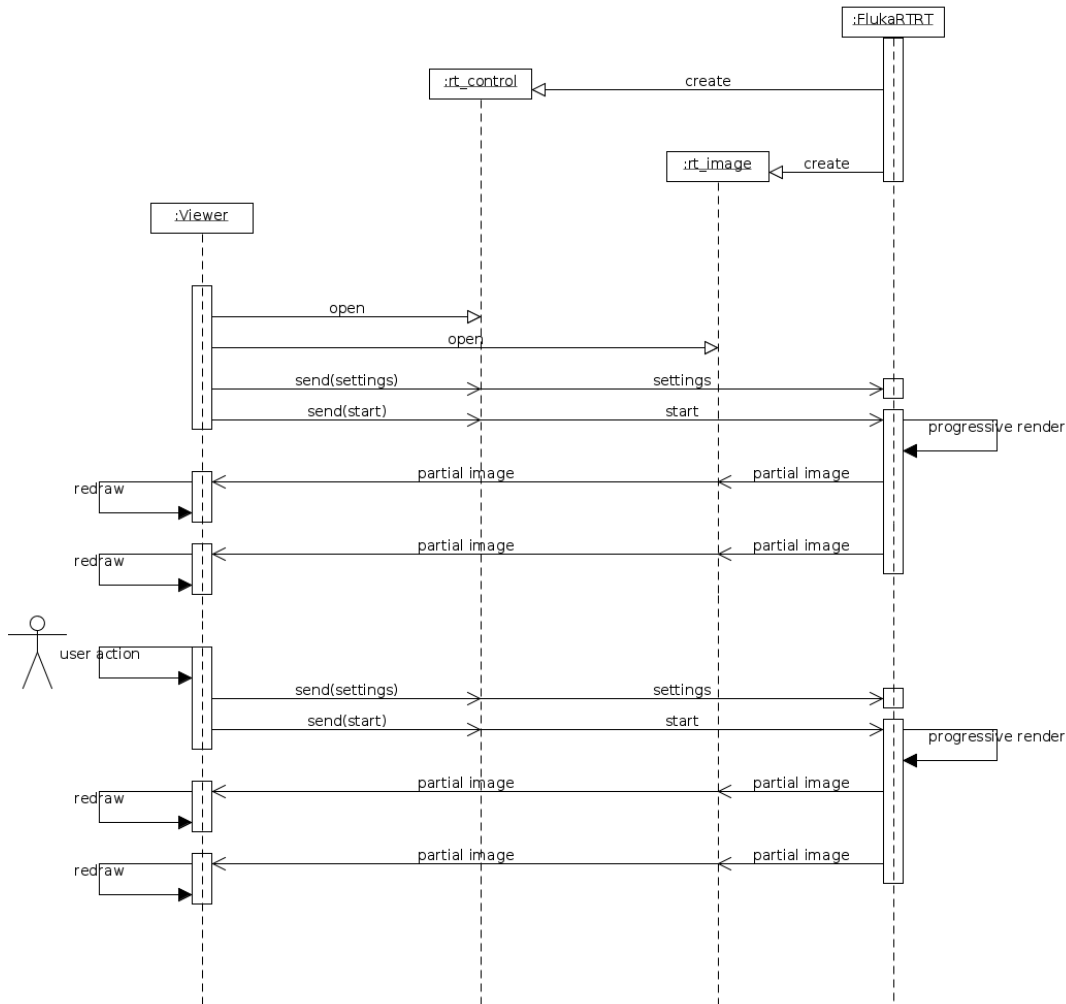 :FlukaRTRT
:rt_control
create
:rt_image
create
:Viewer
open
open
send(settings)
settings
send(start)
start
progressive render
redraw
partial image
partial image
redraw
partial image
partial image
user action
send(settings)
settings
send(start)
start
progressive render
redraw
partial image
partial image
redraw
partial image
partial image